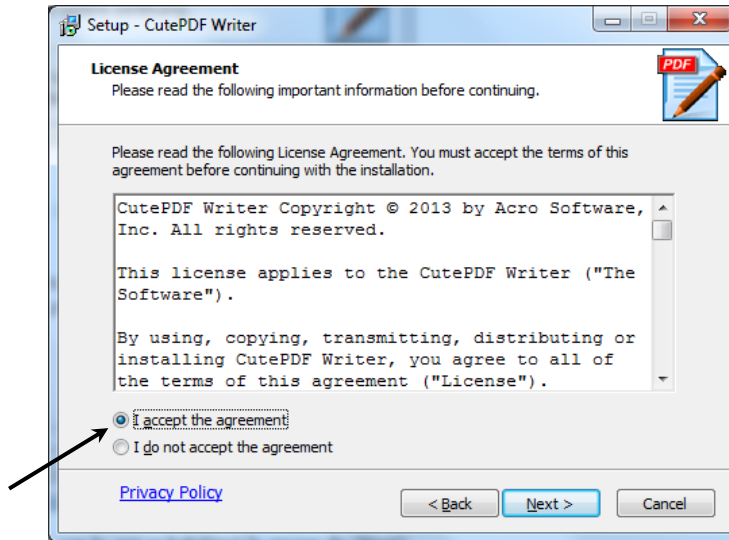 Setup - CutePDF Writer
License Agreement
Please read the following important information before continuing.
PDF
Please read the following License Agreement. You must accept the terms of this
agreement before continuing with the installation.
CutePDF Writer Copyright © 2013 by Acro Software,
Inc. All rights reserved.
This license applies to the CutePDF Writer ("The
Software").
By using, copying, transmitting, distributing or
installing CutePDF Writer, you agree to all of
the terms of this agreement ("License").
I accept the agreement
I do not accept the agreement
Privacy Policy
< Back Next > Cancel